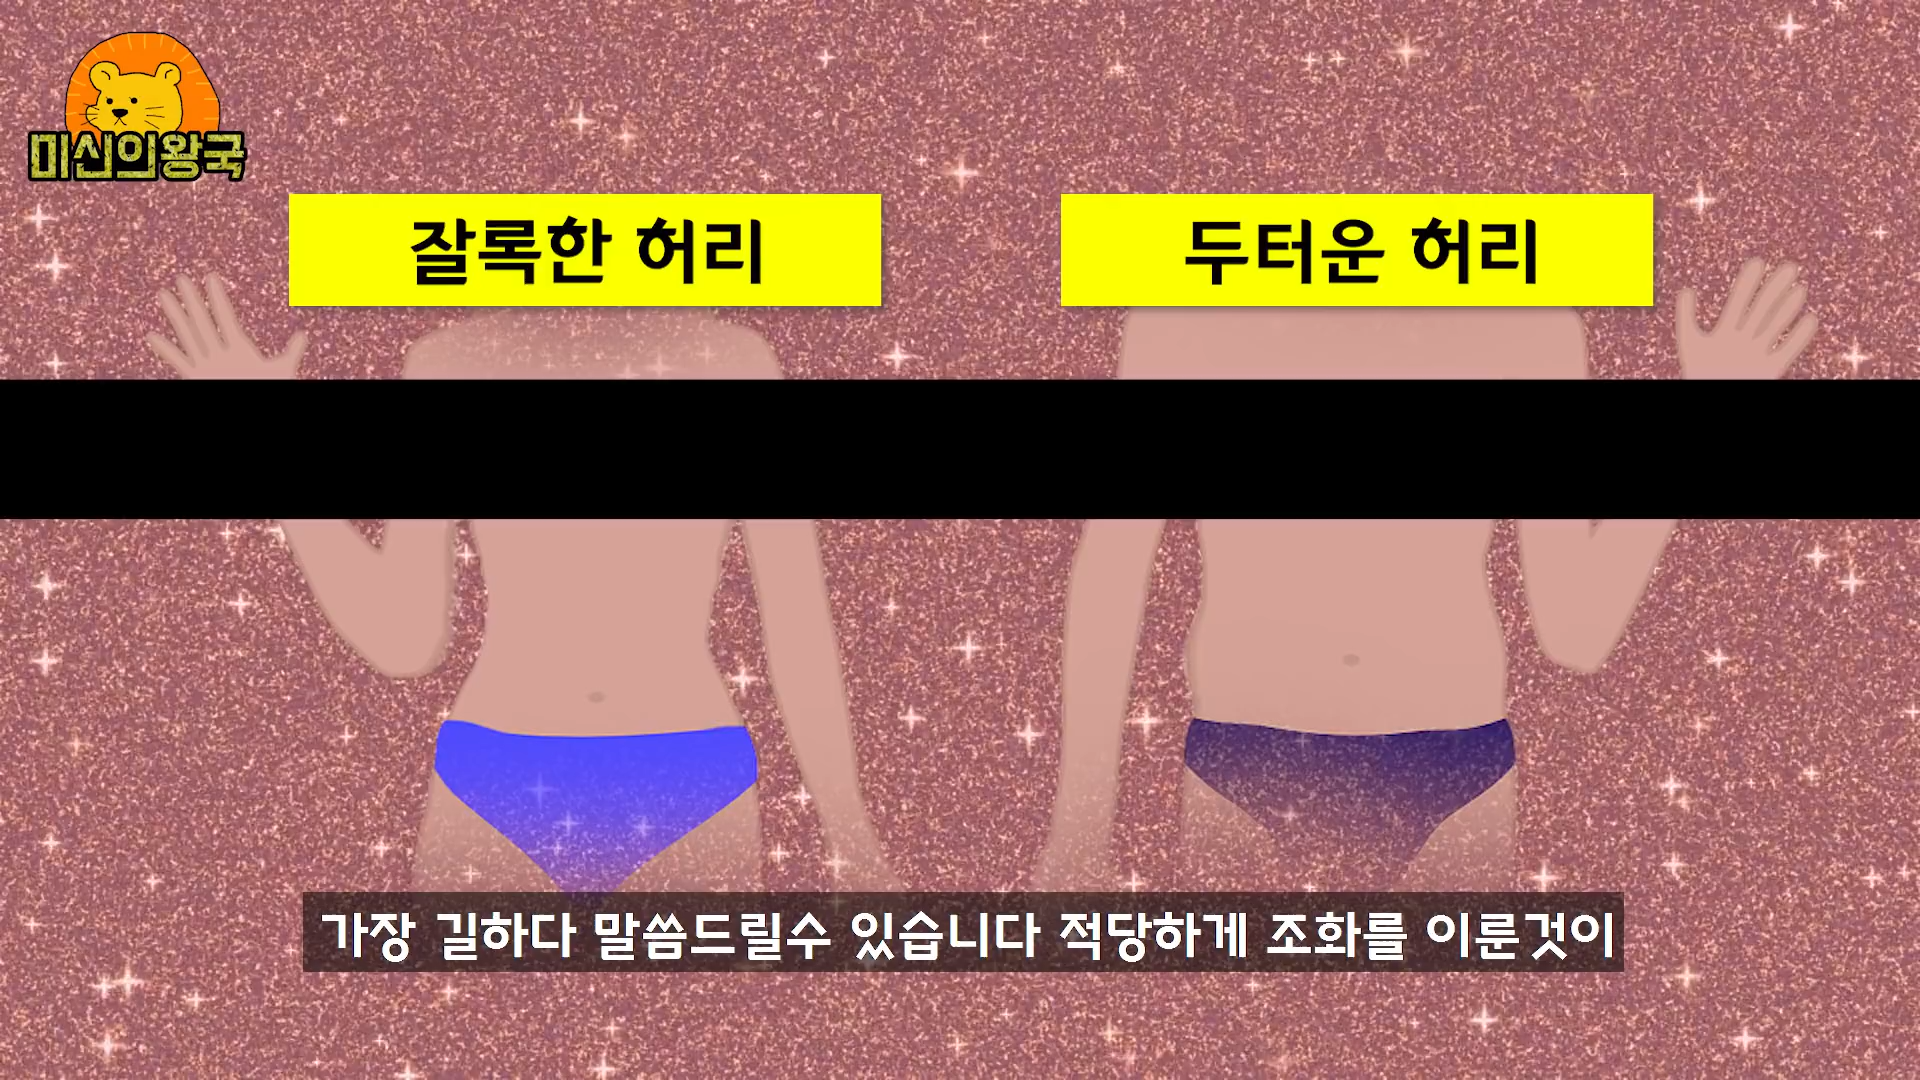 미신의왕국
잘록한 허리
두터운 허리
가장 길하다 말씀드릴수 있습니다 적당하게 조화를 이룬것이